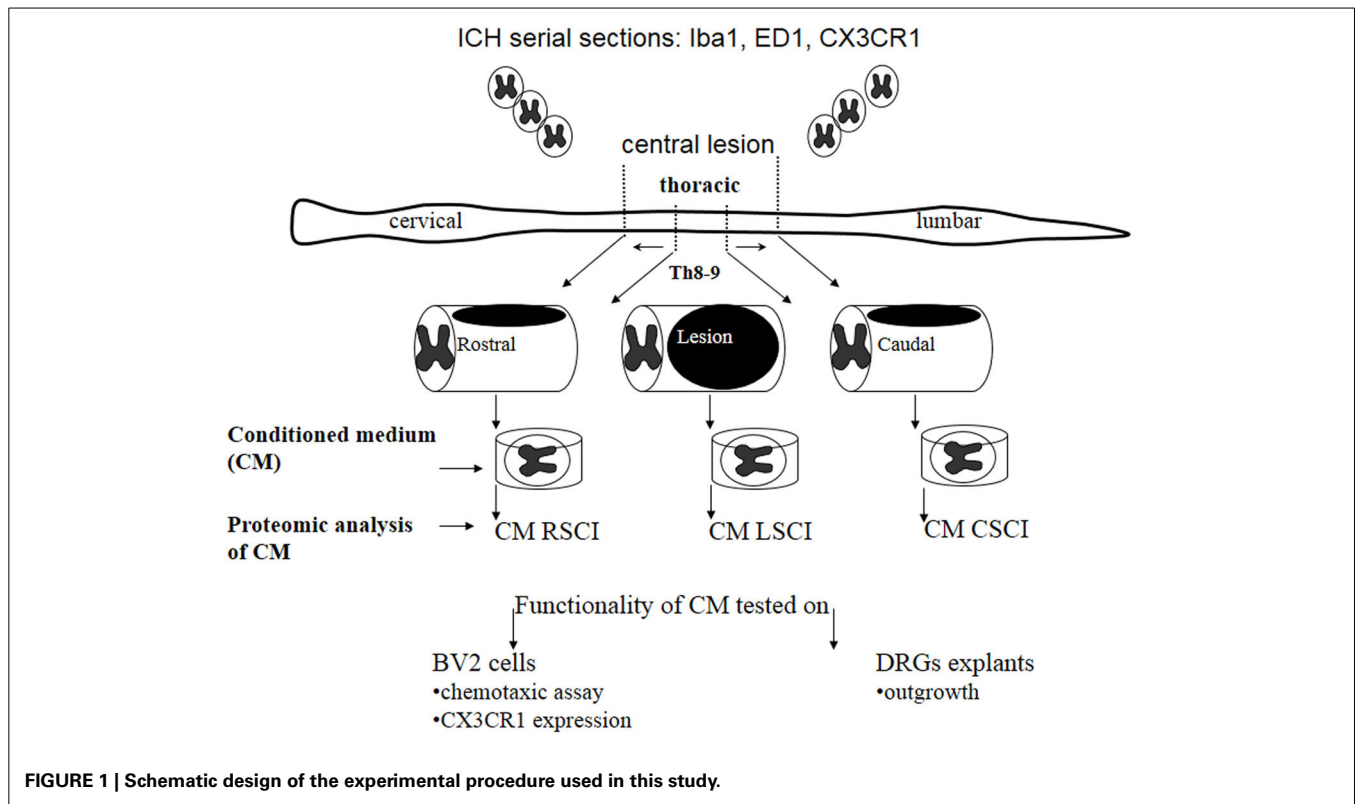 ICH serial sections: Iba1, ED1, CX3CR1
central lesion
thoracic
cervical
lumbar
Th8-9
Rostral
Lesion
Caudal
Conditioned medium
(CM)
Proteomic analysis
of CM
CM RSCI
CM LSCI
CM CSCI
Functionality of CM tested on
BV2 cells
•chemotaxic assay
•CX3CR1 expression
DRGs explants
•outgrowth
FIGURE 1 | Schematic design of the experimental procedure used in this study.